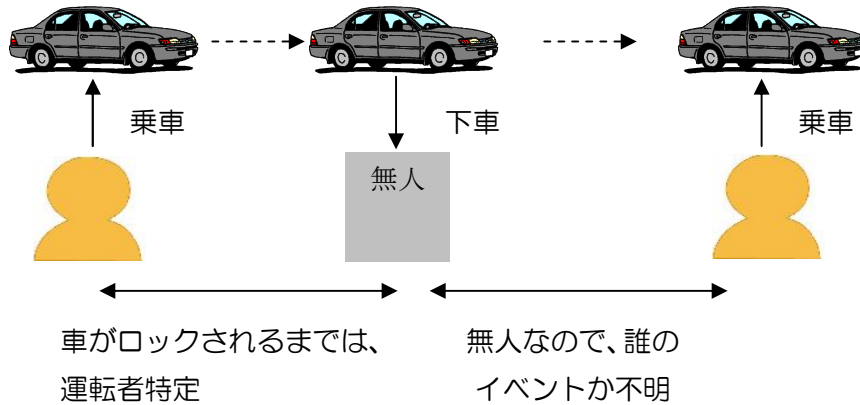 乗車
下車
乗車
無人
車がロックされるまでは、
運転者特定
無人なので、誰の
イベントか不明